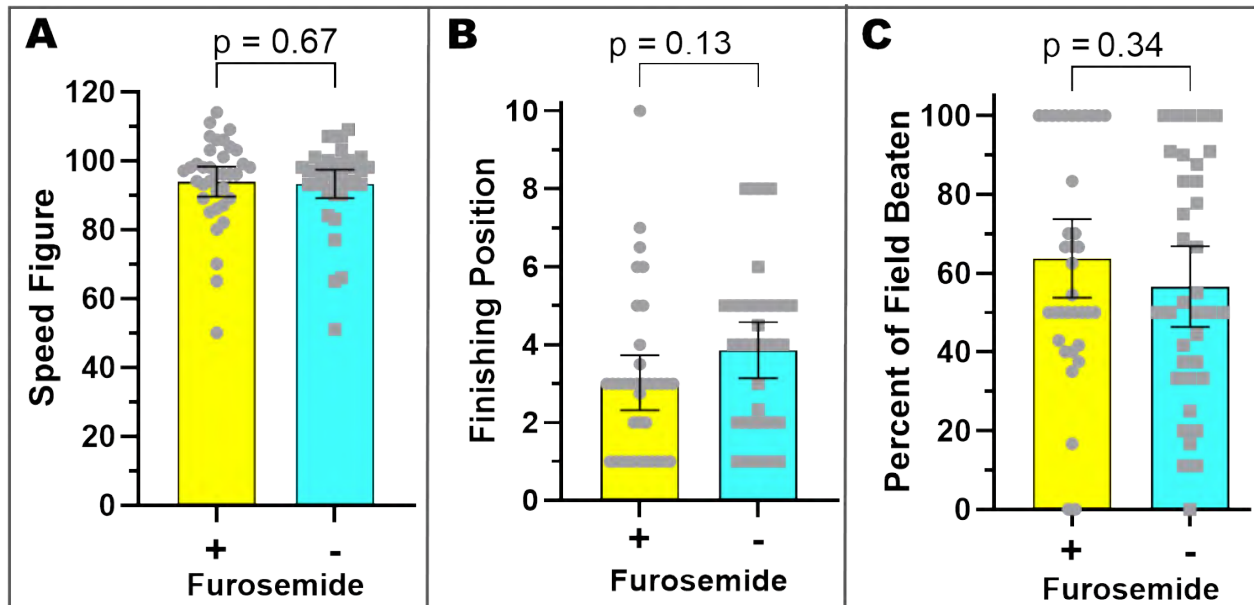 A
p = 0.67
Speed Figure
120
100
80
60
40
20
0
+
-
Furosemide
B
p = 0.13
Finishing Position
10
8
6
4
2
0
+
-
Furosemide
C
p = 0.34
Percent of Field Beaten
100
80
60
40
20
0
+
-
Furosemide